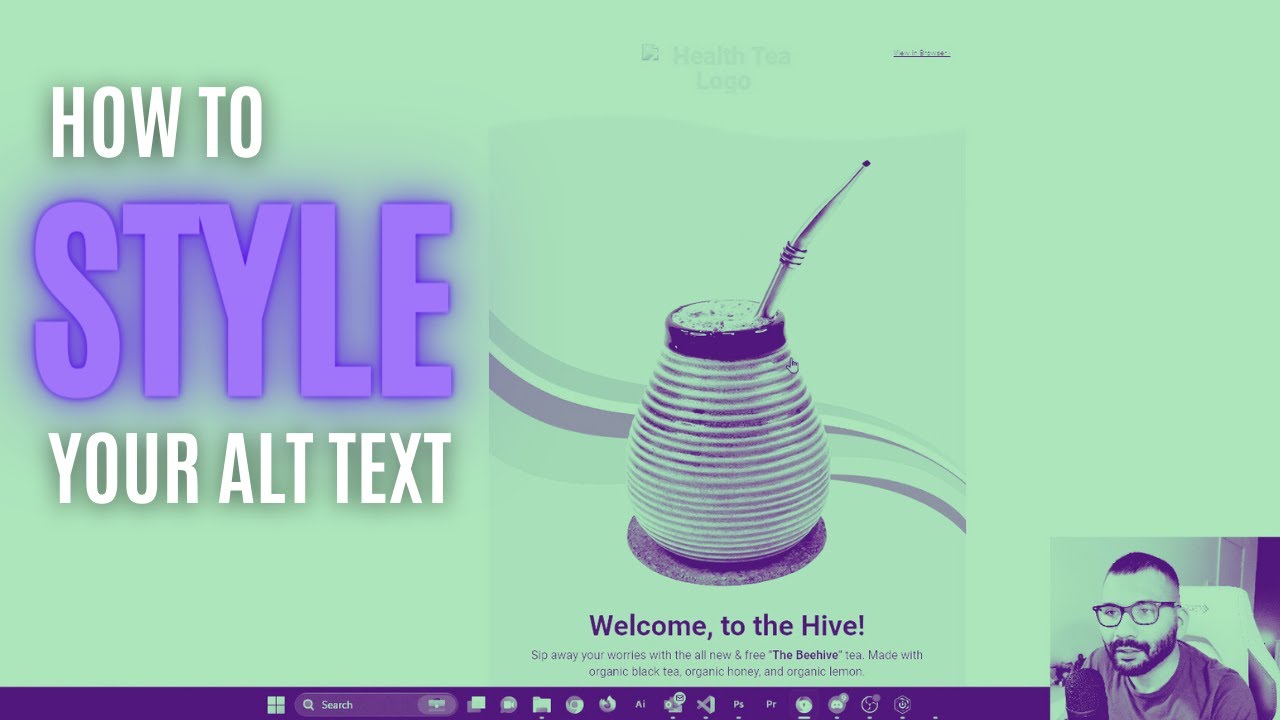 HOW TO
STYLE
YOUR ALT TEXT
Health Tea
Logo
View in Browser
Welcome, to the Hive!
Sip away your worries with the all new & free "The Beehive" tea. Made with
organic black tea, organic honey, and organic lemon.
Search
Ai
Ps
Pr